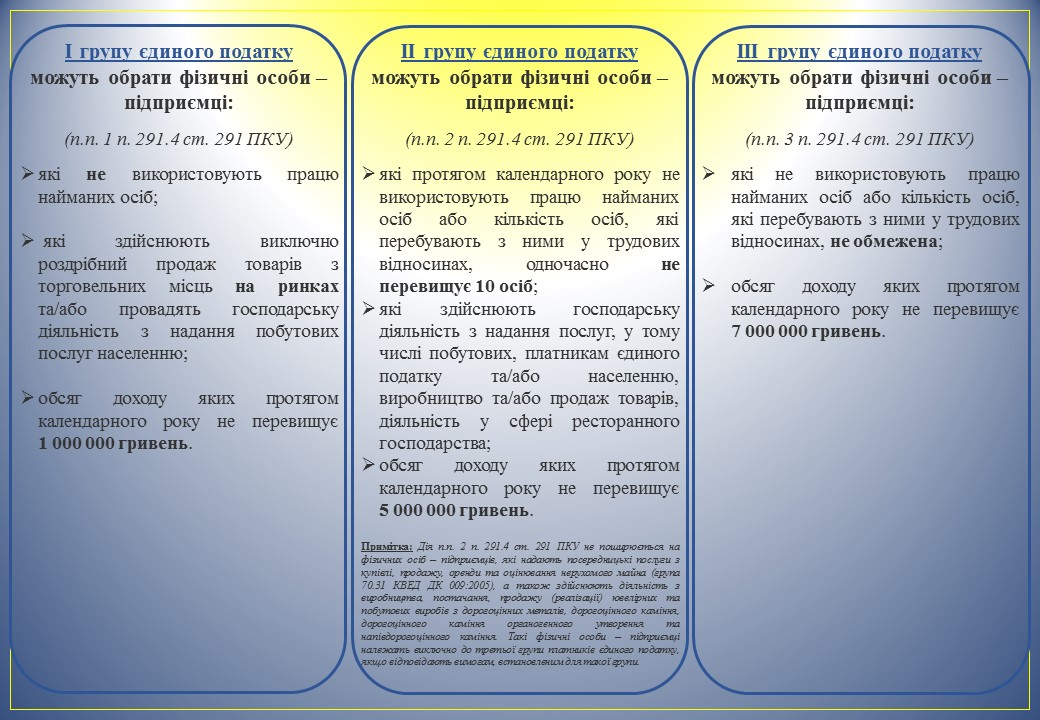 І групу єдиного податку
можуть обрати фізичні особи –
підприємці:
(п.п. 1 п. 291.4 ст. 291 ПКУ)
➢ які не використовують працю
найманих осіб;
➢ які здійснюють виключно
роздрібний продаж товарів з
торговельних місць на ринках
та/або провадять господарську
діяльність з надання побутових
послуг населенню;
➢ обсяг доходу яких протягом
календарного року не перевищує
1 000 000 гривень.
ІІ групу єдиного податку
можуть обрати фізичні особи –
підприємці:
(п.п. 2 п. 291.4 ст. 291 ПКУ)
➢ які протягом календарного року не
використовують працю найманих
осіб або кількість осіб, які
перебувають з ними у трудових
відносинах, одночасно не
перевищує 10 осіб;
➢ які здійснюють господарську
діяльність з надання послуг, у тому
числі побутових, платникам єдиного
податку та/або населенню,
виробництво та/або продаж товарів,
діяльність у сфері ресторанного
господарства;
➢ обсяг доходу яких протягом
календарного року не перевищує
5 000 000 гривень.
Примітка: Дія п.п. 2 п. 291.4 ст. 291 ПКУ не поширюється на
фізичних осіб – підприємців, які надають посередницькі послуги з
купівлі, продажу, оренди та оцінювання нерухомого майна (група
70.31 КВЕД ДК 009:2005), а також здійснюють діяльність з
виробництва, постачання, продажу (реалізації) ювелірних та
побутових виробів з дорогоцінних металів, дорогоцінного каміння,
дорогоцінного каміння органогенного утворення та
напівдорогоцінного каміння. Такі фізичні особи – підприємці
належать виключно до третьої групи платників єдиного податку,
якщо відповідають вимогам, встановленим для такої групи.
ІІІ групу єдиного податку
можуть обрати фізичні особи –
підприємці:
(п.п. 3 п. 291.4 ст. 291 ПКУ)
➢ які не використовують працю
найманих осіб або кількість осіб,
які перебувають з ними у трудових
відносинах, не обмежена;
➢ обсяг доходу яких протягом
календарного року не перевищує
7 000 000 гривень.